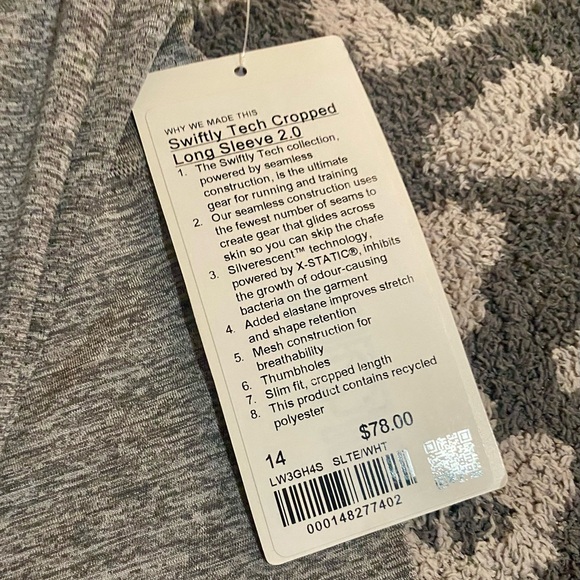 WHY WE MADE THIS
Swiftly Tech Cropped
Long Sleeve 2.0
1. The Swiftly Tech collection,
powered by seamless
construction, is the ultimate
gear for running and training
2. Our seamless construction uses
the fewest number of seams to
create gear that glides across
skin so you can skip the chafe
3. Silverescent™ technology,
powered by X-STATIC®, inhibits
the growth of odour-causing
bacteria on the garment
4. Added elastane improves stretch
and shape retention
5. Mesh construction for
breathability
6. Thumbholes
7. Slim fit, cropped length
8. This product contains recycled
polyester
14 $78.00
LW3GH4S SLTE/WHT
000148277402